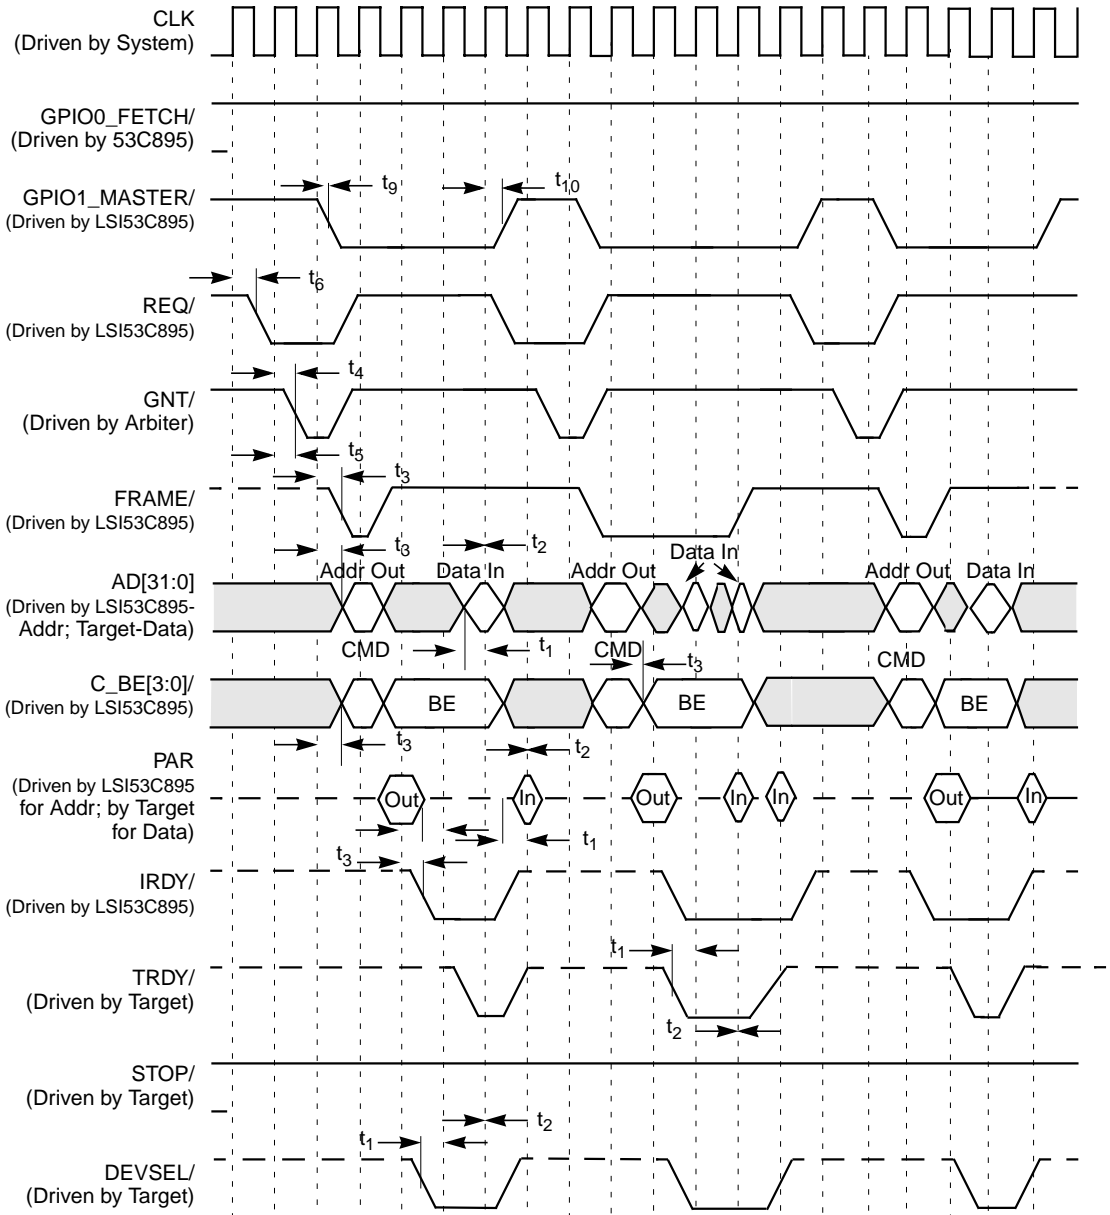 CLK
(Driven by System)
GPIO0_FETCH/
(Driven by 53C895)
t9
t10
GPIO1_MASTER/
(Driven by LSI53C895)
t6
REQ/
(Driven by LSI53C895)
t4
GNT/
(Driven by Arbiter)
t5
t3
FRAME/
(Driven by LSI53C895)
t3
t2
Data In
Addr Out
Data In
Addr Out
Addr Out
Data In
AD[31:0]
(Driven by LSI53C895-
Addr; Target-Data)
CMD
t1
CMD
t3
CMD
C_BE[3:0]/
(Driven by LSI53C895)
BE
BE
BE
t3
t2
PAR
(Driven by LSI53C895
for Addr; by Target
for Data)
Out
In
Out
In
In
Out
In
t1
t3
IRDY/
(Driven by LSI53C895)
t1
TRDY/
(Driven by Target)
t2
STOP/
(Driven by Target)
t2
t1
DEVSEL/
(Driven by Target)